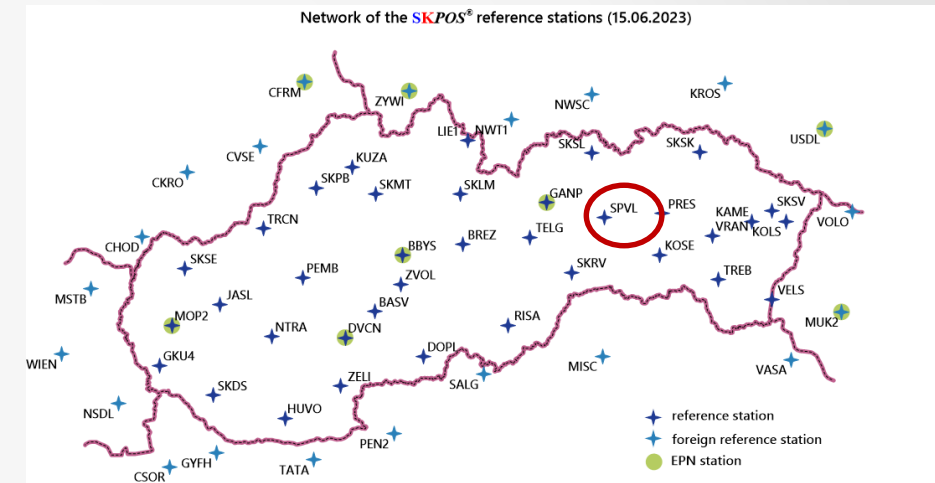 Network of the SKPOS® reference stations (15.06.2023)
CFRM
ZYWI
NWSC
KROS
LIE1
NWT1
USDL
SKSL
SKSK
CVSE
KUZA
CKRO
SKPB
SKMT
SKLM
GANP
SPVL
PRES
SKSV
KAME
VRAN
KOLS
VOLO
TRCN
TELG
BREZ
CHOD
BBYS
KOSE
SKSE
PEMB
ZVOL
SKRV
TREB
MSTB
JASL
VELS
BASV
MOP2
RISA
MUK2
NTRA
DVCN
DOPL
WIEN
GKU4
MISC
VASA
ZELI
SALG
SKDS
NSDL
HUVO
PEN2
GYFH
CSOR
TATA
reference station
foreign reference station
EPN station